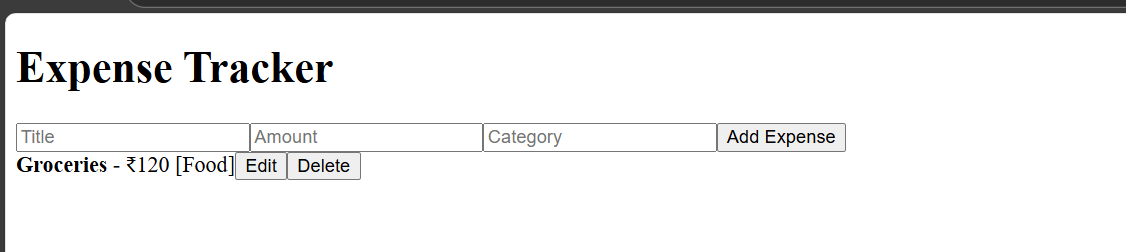 Expense Tracker
Title Amount Category Add Expense
Groceries - ₹120 [Food] Edit Delete